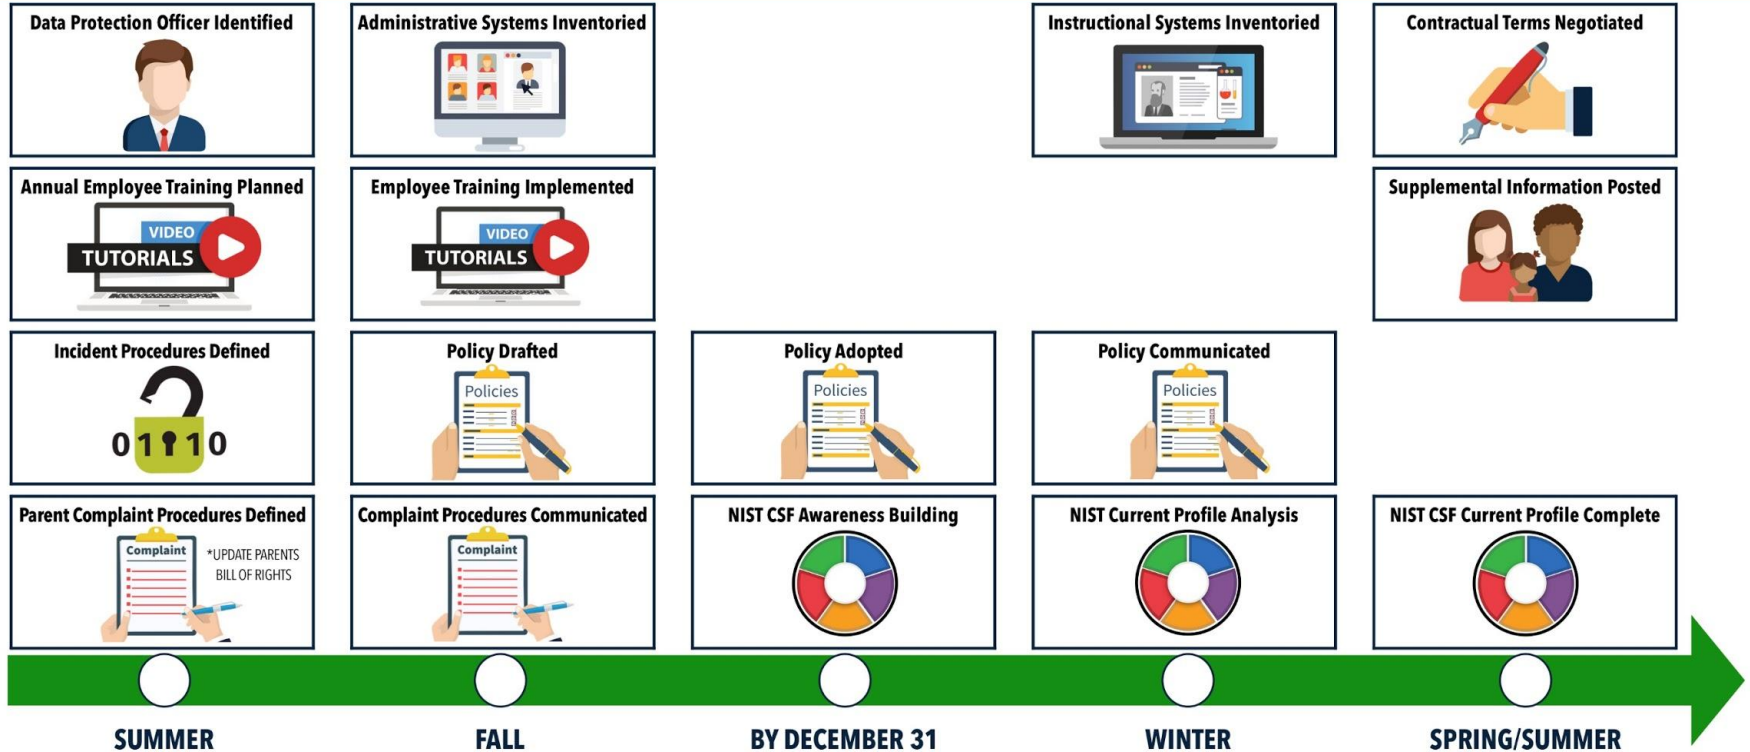 Data Protection Officer Identified
Administrative Systems Inventoried
Instructional Systems Inventoried
Contractual Terms Negotiated
Annual Employee Training Planned
VIDEO
TUTORIALS
Employee Training Implemented
VIDEO
TUTORIALS
Supplemental Information Posted
Incident Procedures Defined
01 10
Policy Drafted
Policies
Policy Adopted
Policies
Policy Communicated
Policies
Parent Complaint Procedures Defined
Complaint
*UPDATE PARENTS
BILL OF RIGHTS
Complaint Procedures Communicated
Complaint
NIST CSF Awareness Building
NIST Current Profile Analysis
NIST CSF Current Profile Complete
SUMMER
FALL
BY DECEMBER 31
WINTER
SPRING/SUMMER